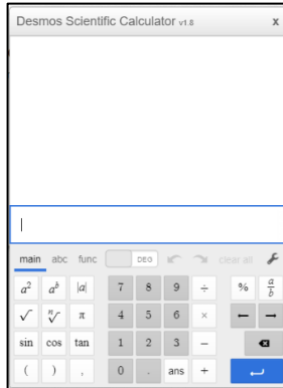 Desmos Scientific Calculator v1.8 x
main abc func DEG clear all
a² aᵇ |a| 7 8 9 ÷ % a/b
√ ⁿ√ π 4 5 6 × ← →
sin cos tan 1 2 3 −
( ) , 0 . ans +